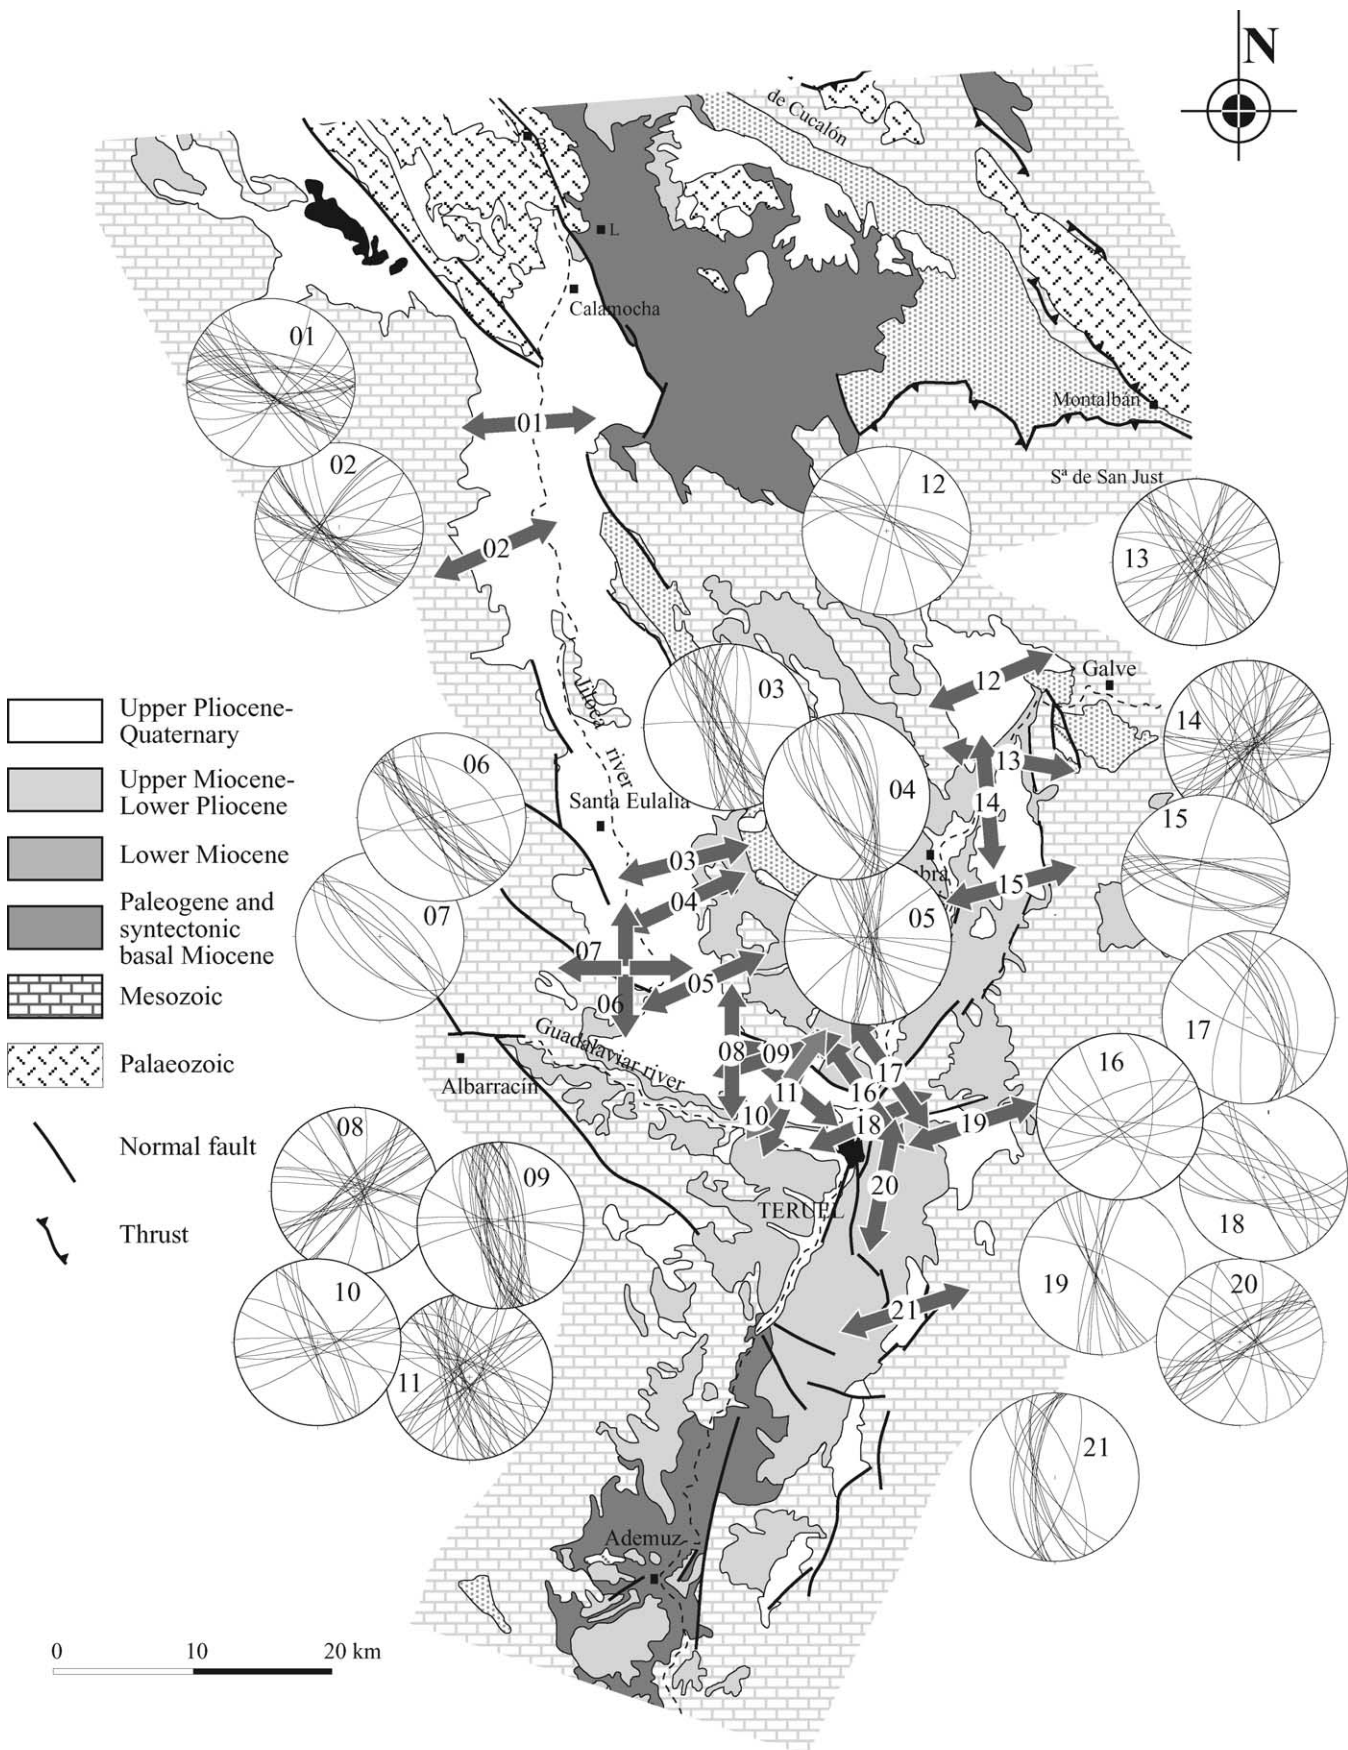 N
de Cucalón
B
L
Calamocha
01
02
01
02
Montalbán
Sª de San Just
12
13
12
Galve
13
14
14
15
15
03
04
05
Jiloca
river
Santa Eulalia
03
04
05
06
07
07
06
Upper Pliocene-
Quaternary
Upper Miocene-
Lower Pliocene
Lower Miocene
Paleogene and
syntectonic
basal Miocene
Mesozoic
Palaeozoic
Normal fault
Thrust
Guadalaviar river
Albarracín
08
09
10
11
16
17
18
19
20
21
TERUEL
08
09
10
11
17
16
18
19
20
21
Ademuz
0 10 20 km